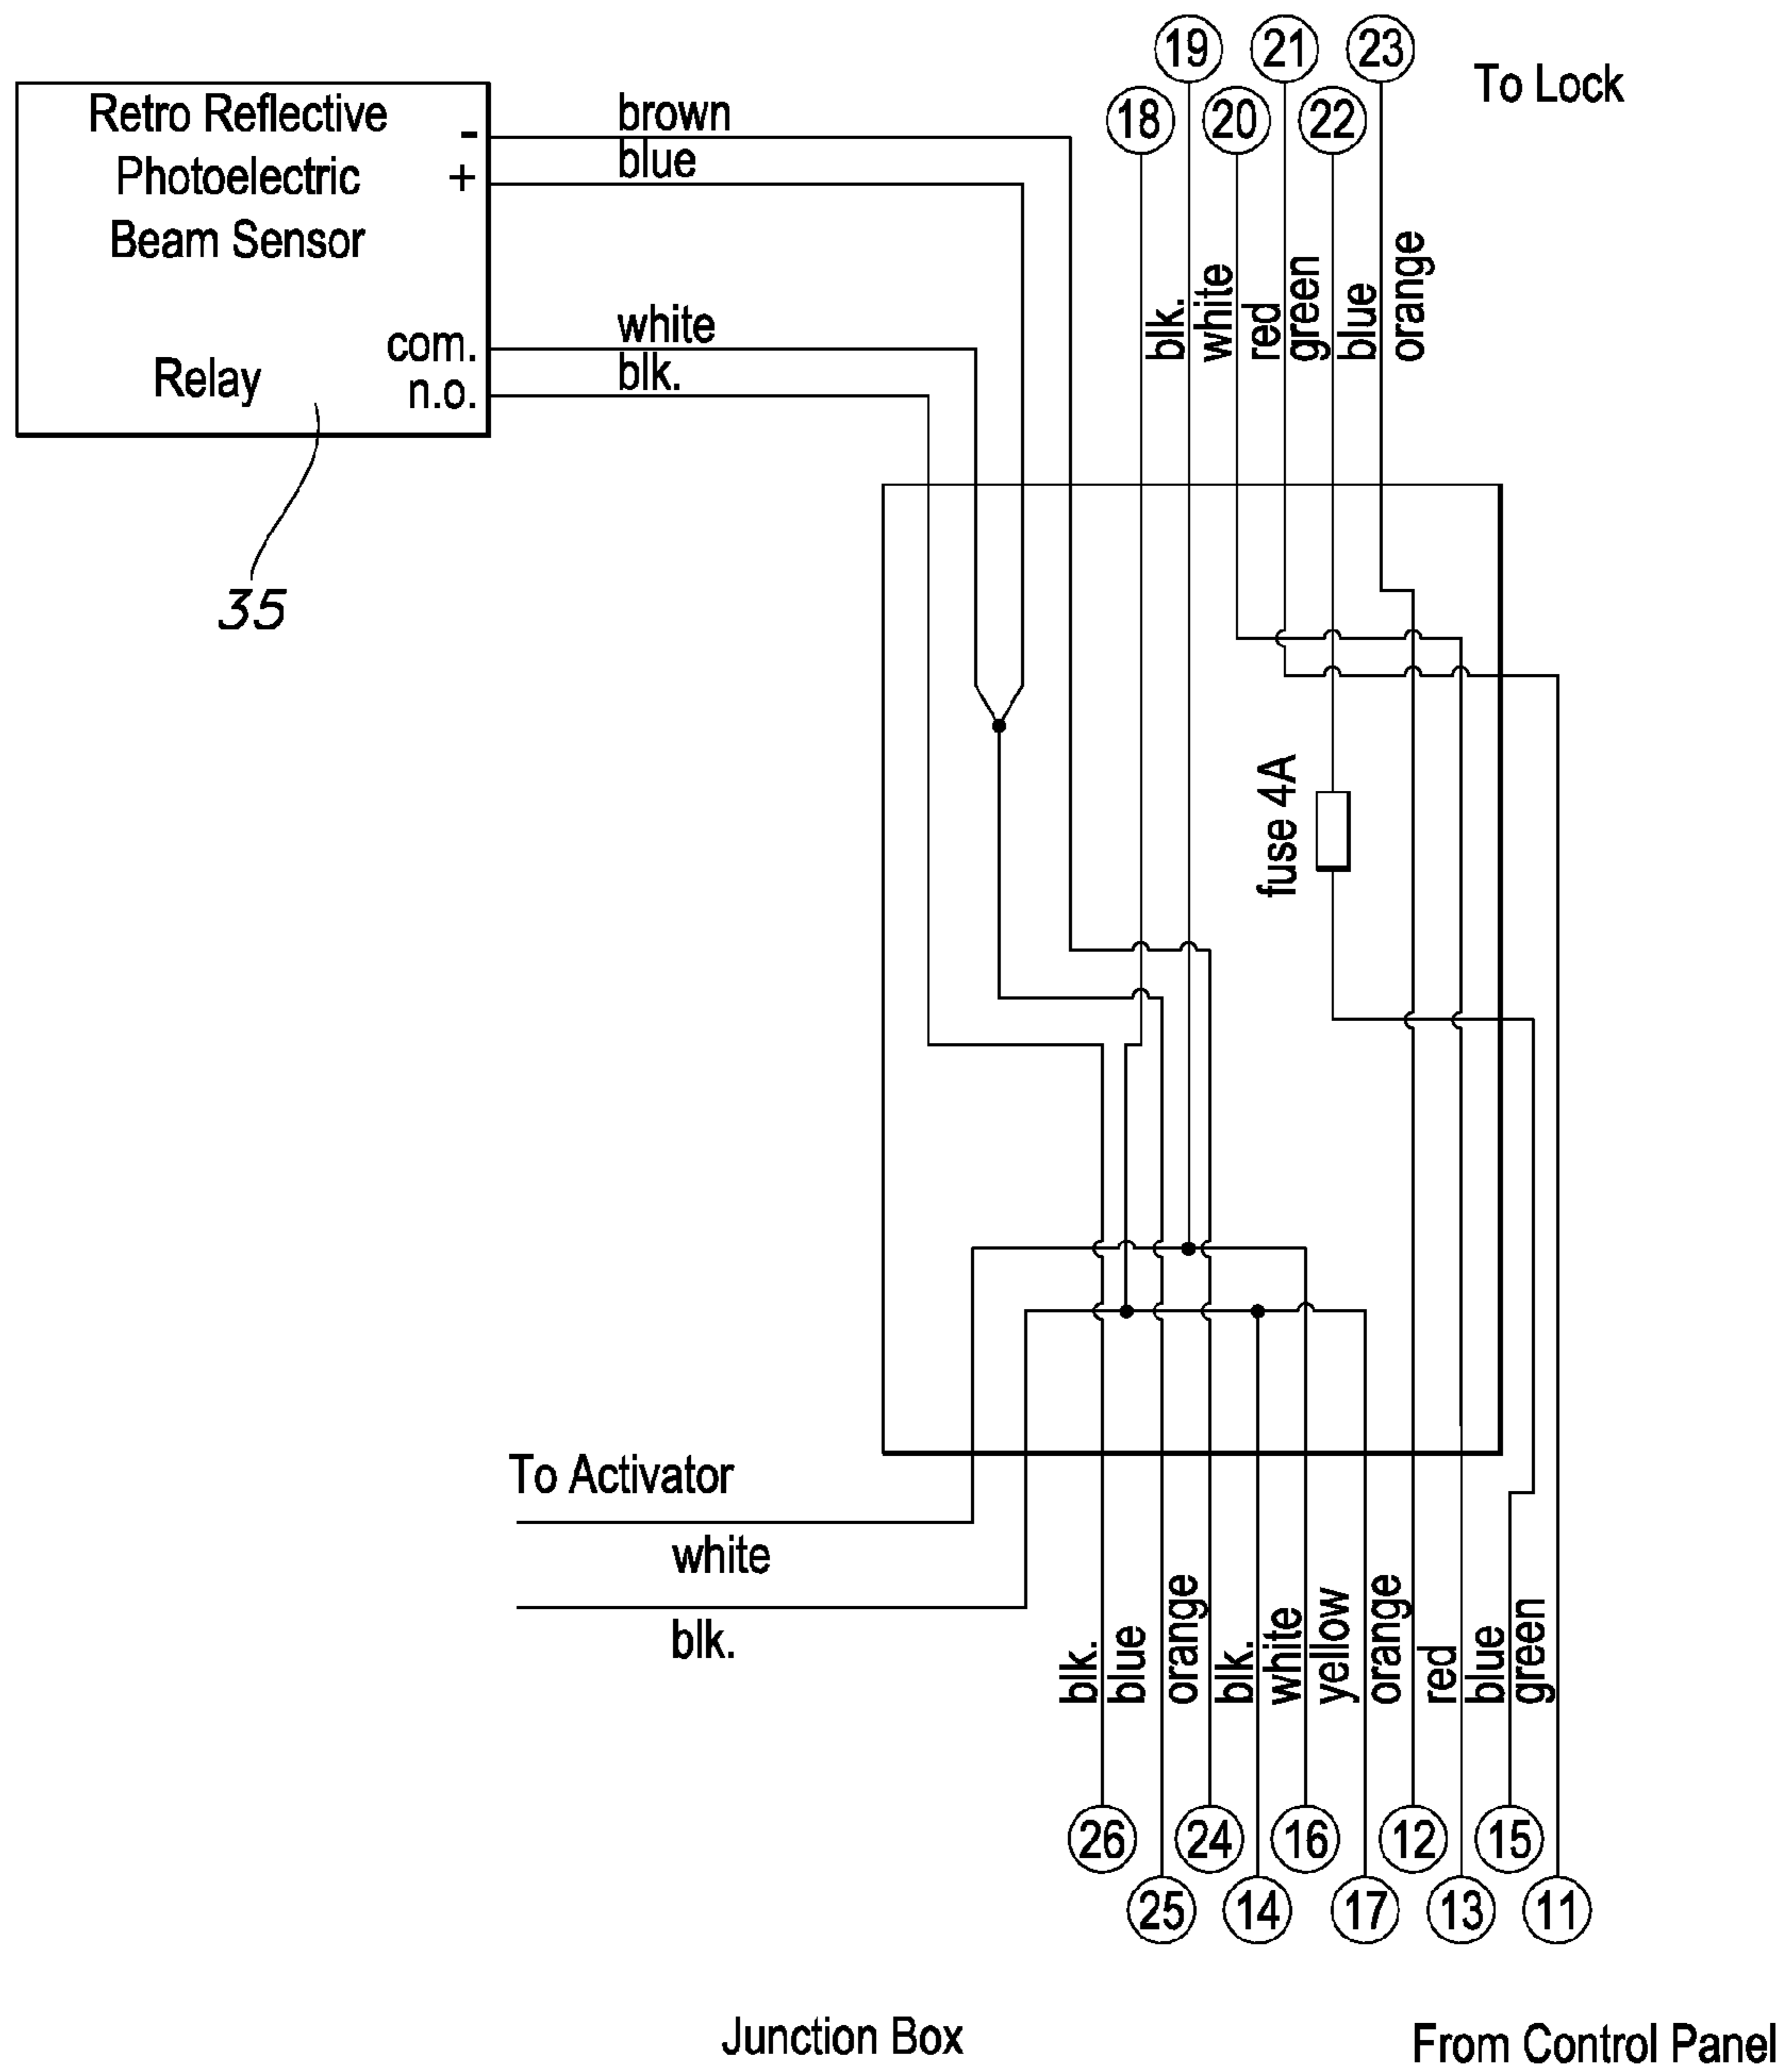 19 21 23
To Lock
18 20 22
Retro Reflective
Photoelectric
Beam Sensor
-
+
brown
blue
com.
n.o.
Relay
white
blk.
35
blk.
white
red
green
blue
orange
fuse 4A
To Activator
white
blk.
blk.
blue
orange
blk.
white
yellow
orange
red
blue
green
26 24 16 12 15
25 14 17 13 11
Junction Box
From Control Panel